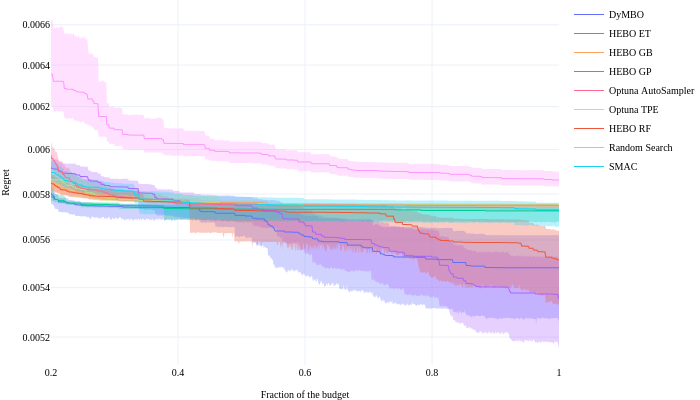 0.0066
0.0064
0.0062
0.006
0.0058
0.0056
0.0054
0.0052
Regret
0.2
0.4
0.6
0.8
1
Fraction of the budget
DyMBO
HEBO ET
HEBO GB
HEBO GP
Optuna AutoSampler
Optuna TPE
HEBO RF
Random Search
SMAC